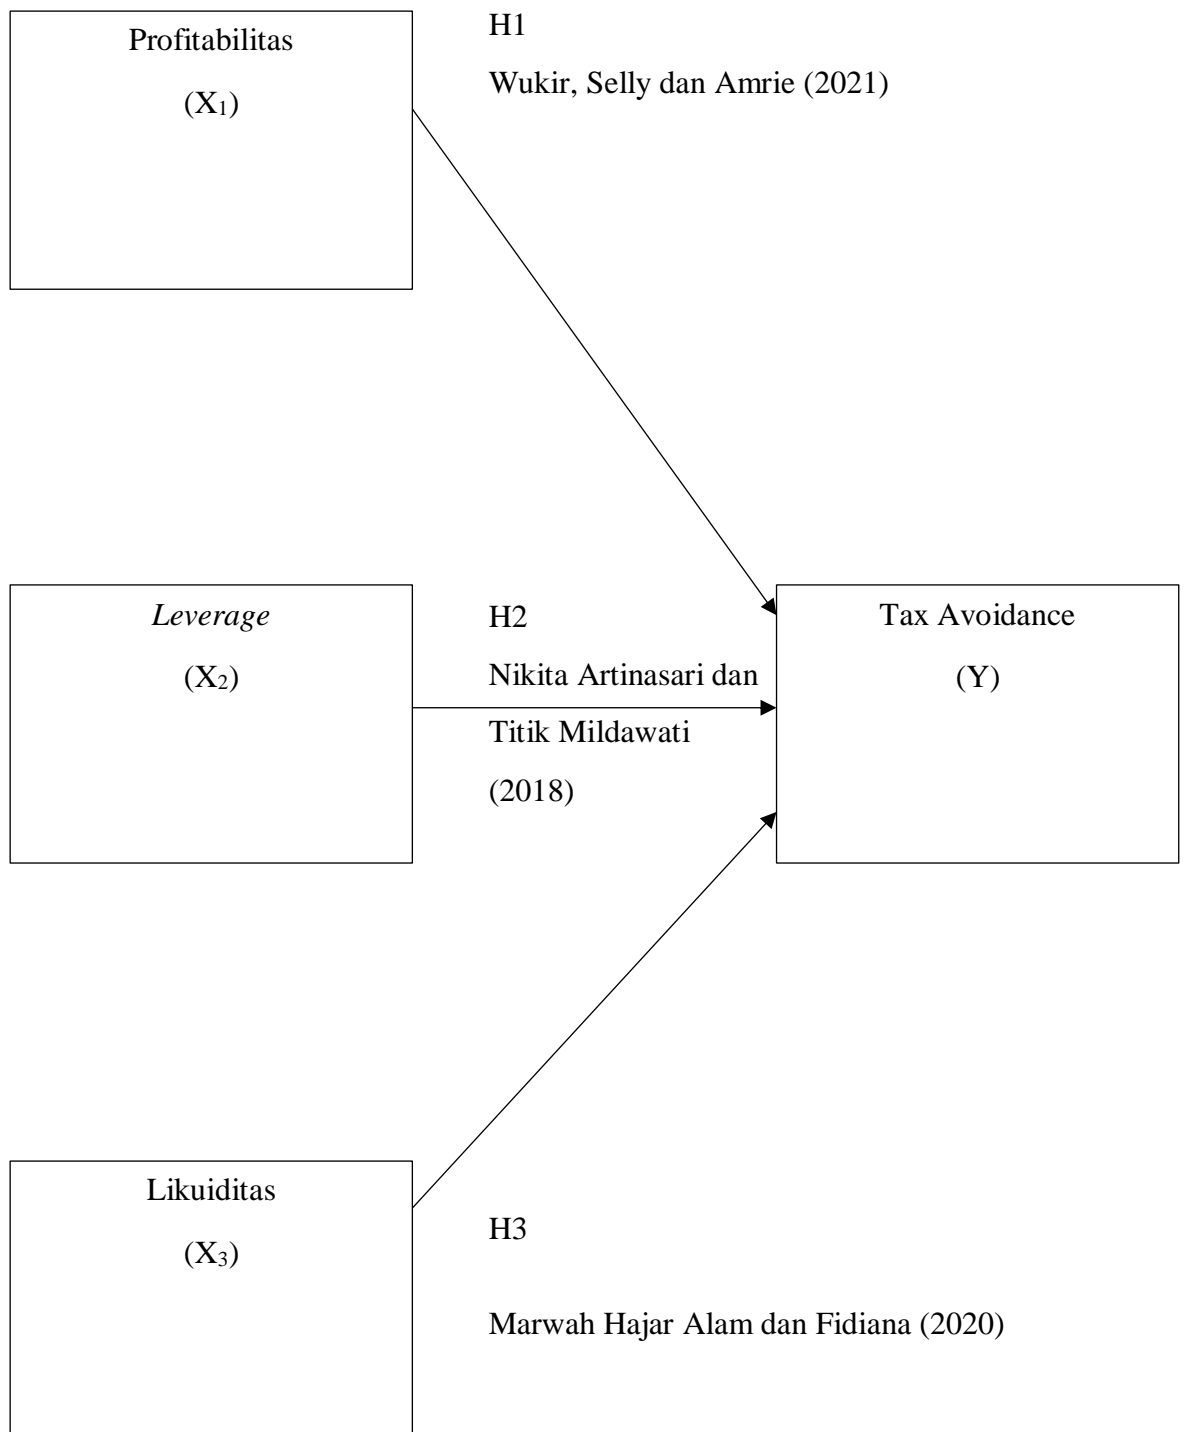 Profitabilitas
(X₁)
H1
Wukir, Selly dan Amrie (2021)
Leverage
(X₂)
H2
Nikita Artinasari dan
Titik Mildawati
(2018)
Tax Avoidance
(Y)
Likuiditas
(X₃)
H3
Marwah Hajar Alam dan Fidiana (2020)